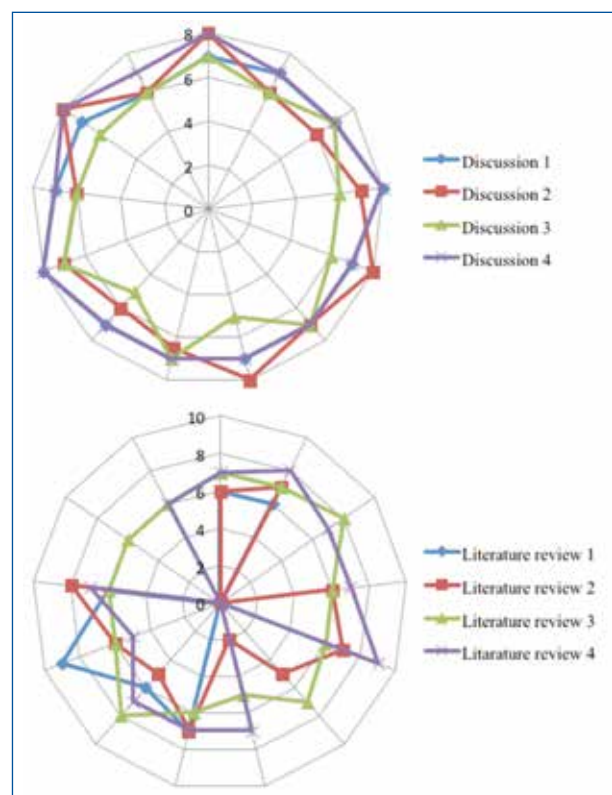 8
6
4
2
0
Discussion 1
Discussion 2
Discussion 3
Discussion 4
10
8
6
4
2
0
Literature review 1
Literature review 2
Literature review 3
Litarature review 4